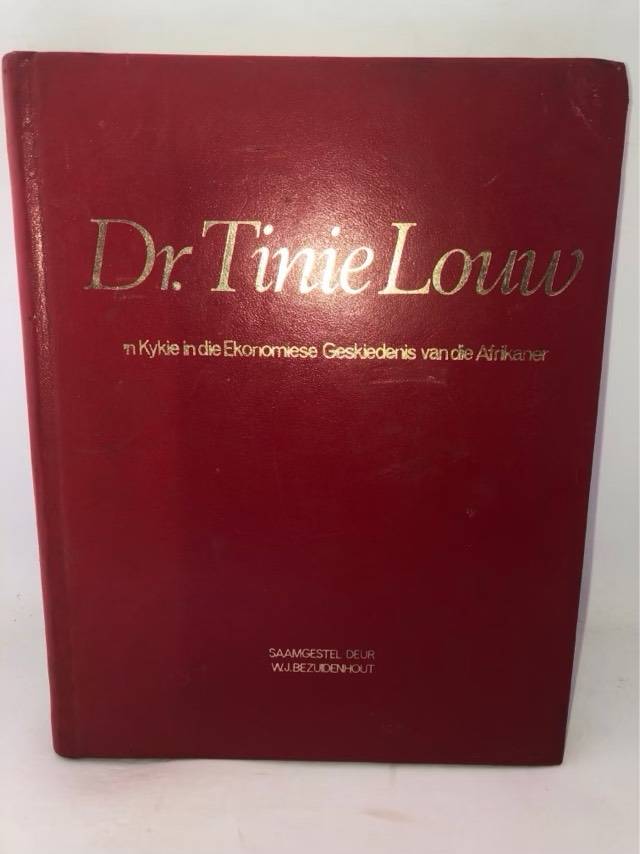 Dr. Tinie Louw
'n Kykie in die Ekonomiese Geskiedenis van die Afrikaner
SAAMGESTEL DEUR
W.J. BEZUIDENHOUT